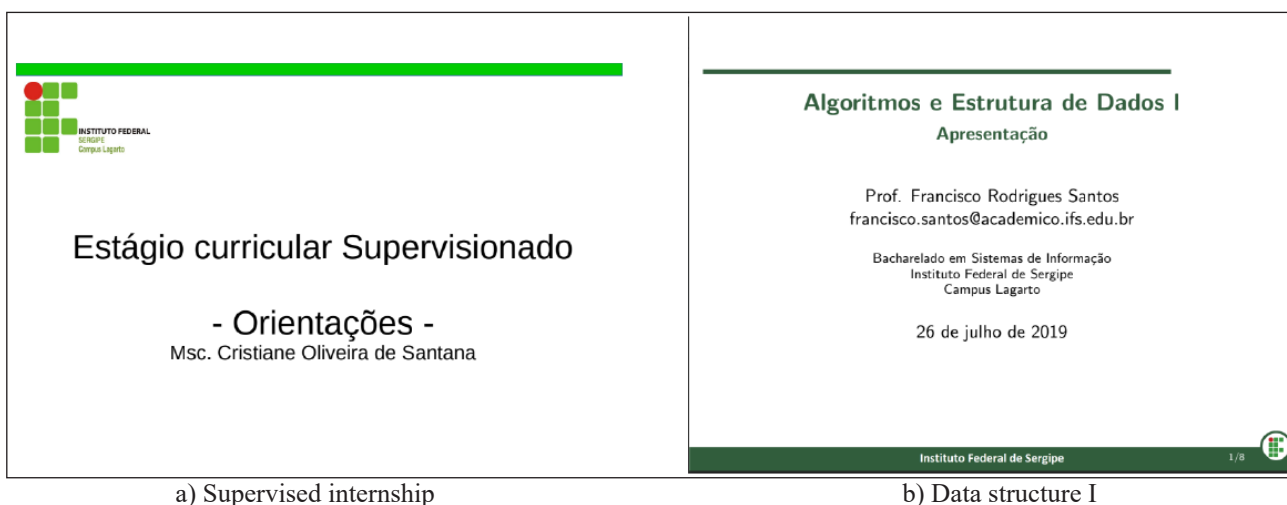 INSTITUTO FEDERAL
SERGIPE
Campus Lagarto
Estágio curricular Supervisionado
- Orientações -
Msc. Cristiane Oliveira de Santana
Algoritmos e Estrutura de Dados I
Apresentação
Prof. Francisco Rodrigues Santos
francisco.santos@academico.ifs.edu.br
Bacharelado em Sistemas de Informação
Instituto Federal de Sergipe
Campus Lagarto
26 de julho de 2019
Instituto Federal de Sergipe
1/8
a) Supervised internship
b) Data structure I